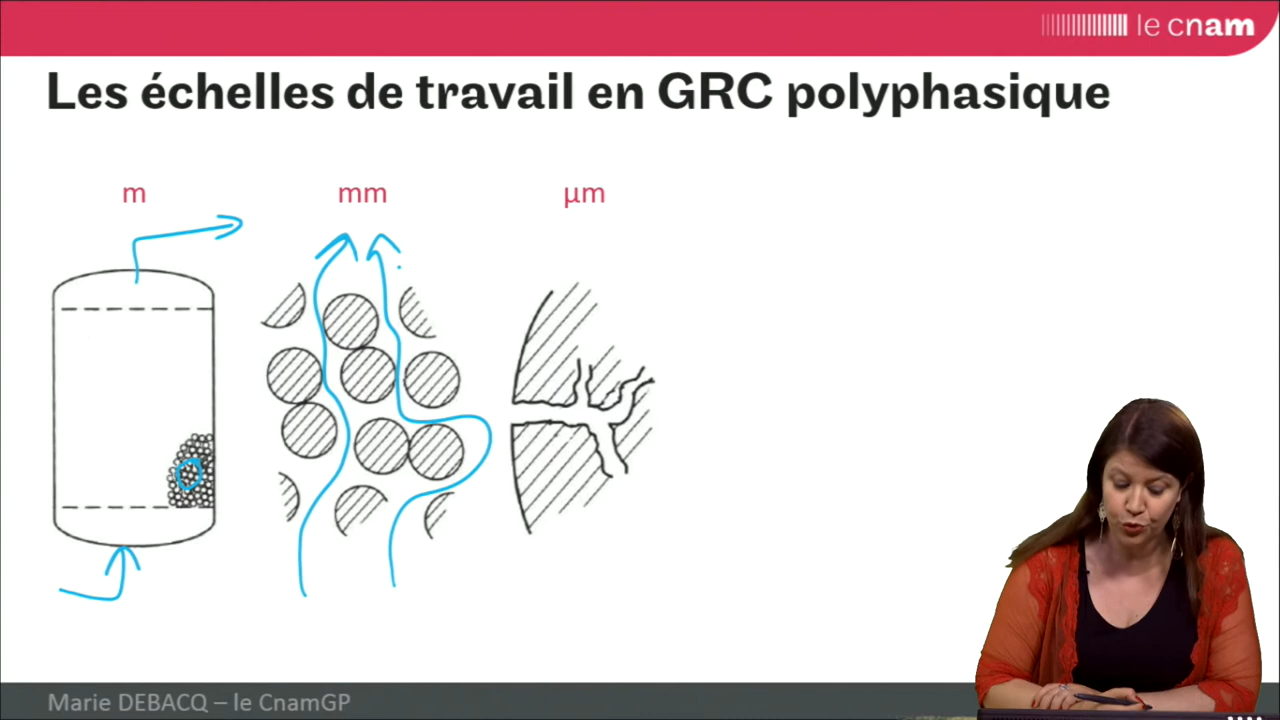 le cnam
Les échelles de travail en GRC polyphasique
m
mm
µm
Marie DEBACQ – le CnamGP